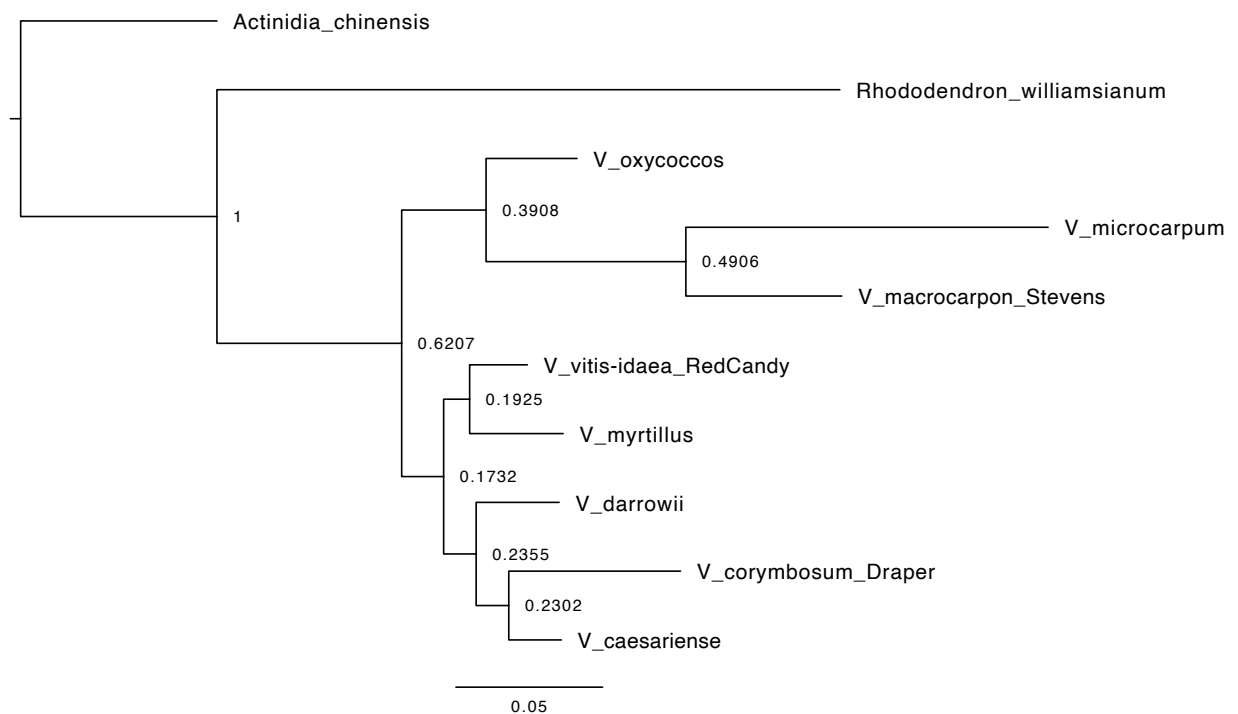 Actinidia_chinensis
Rhododendron_williamsianum
V_oxycoccos
0.3908
V_microcarpum
1
0.4906
V_macrocarpon_Stevens
0.6207
V_vitis-idaea_RedCandy
0.1925
V_myrtillus
0.1732
V_darrowii
0.2355
V_corymbosum_Draper
0.2302
V_caesariense
0.05